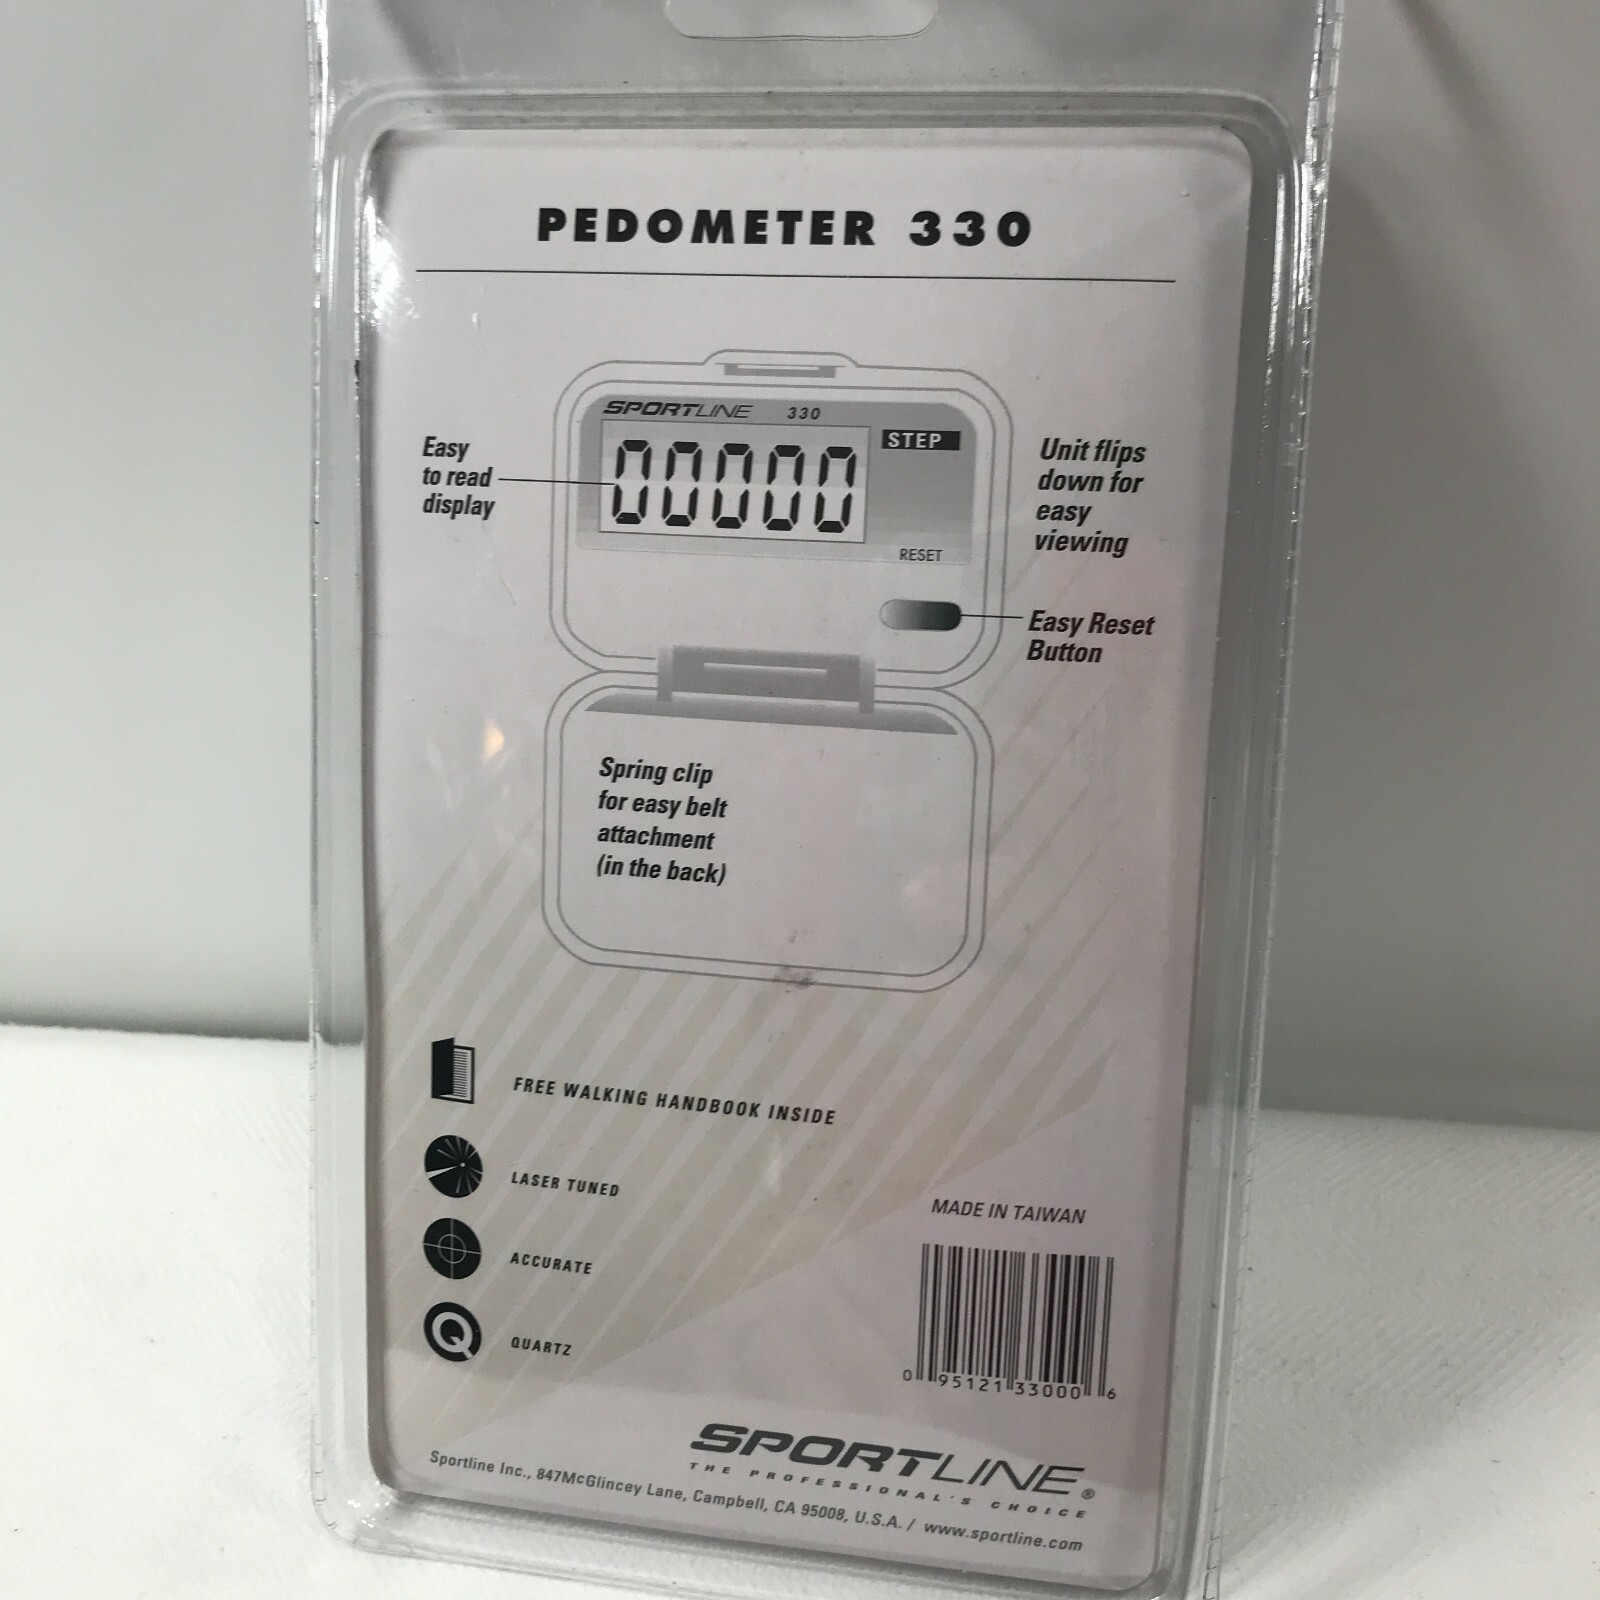 PEDOMETER 330
SPORTLINE 330
STEP
00000
RESET
Easy
to read
display
Unit flips
down for
easy
viewing
Easy Reset
Button
Spring clip
for easy belt
attachment
(in the back)
FREE WALKING HANDBOOK INSIDE
LASER TUNED
ACCURATE
Q
QUARTZ
MADE IN TAIWAN
0 95121 33000 6
SPORTLINE®
THE PROFESSIONAL'S CHOICE
Sportline Inc., 847McGlincey Lane, Campbell, CA 95008, U.S.A. / www.sportline.com